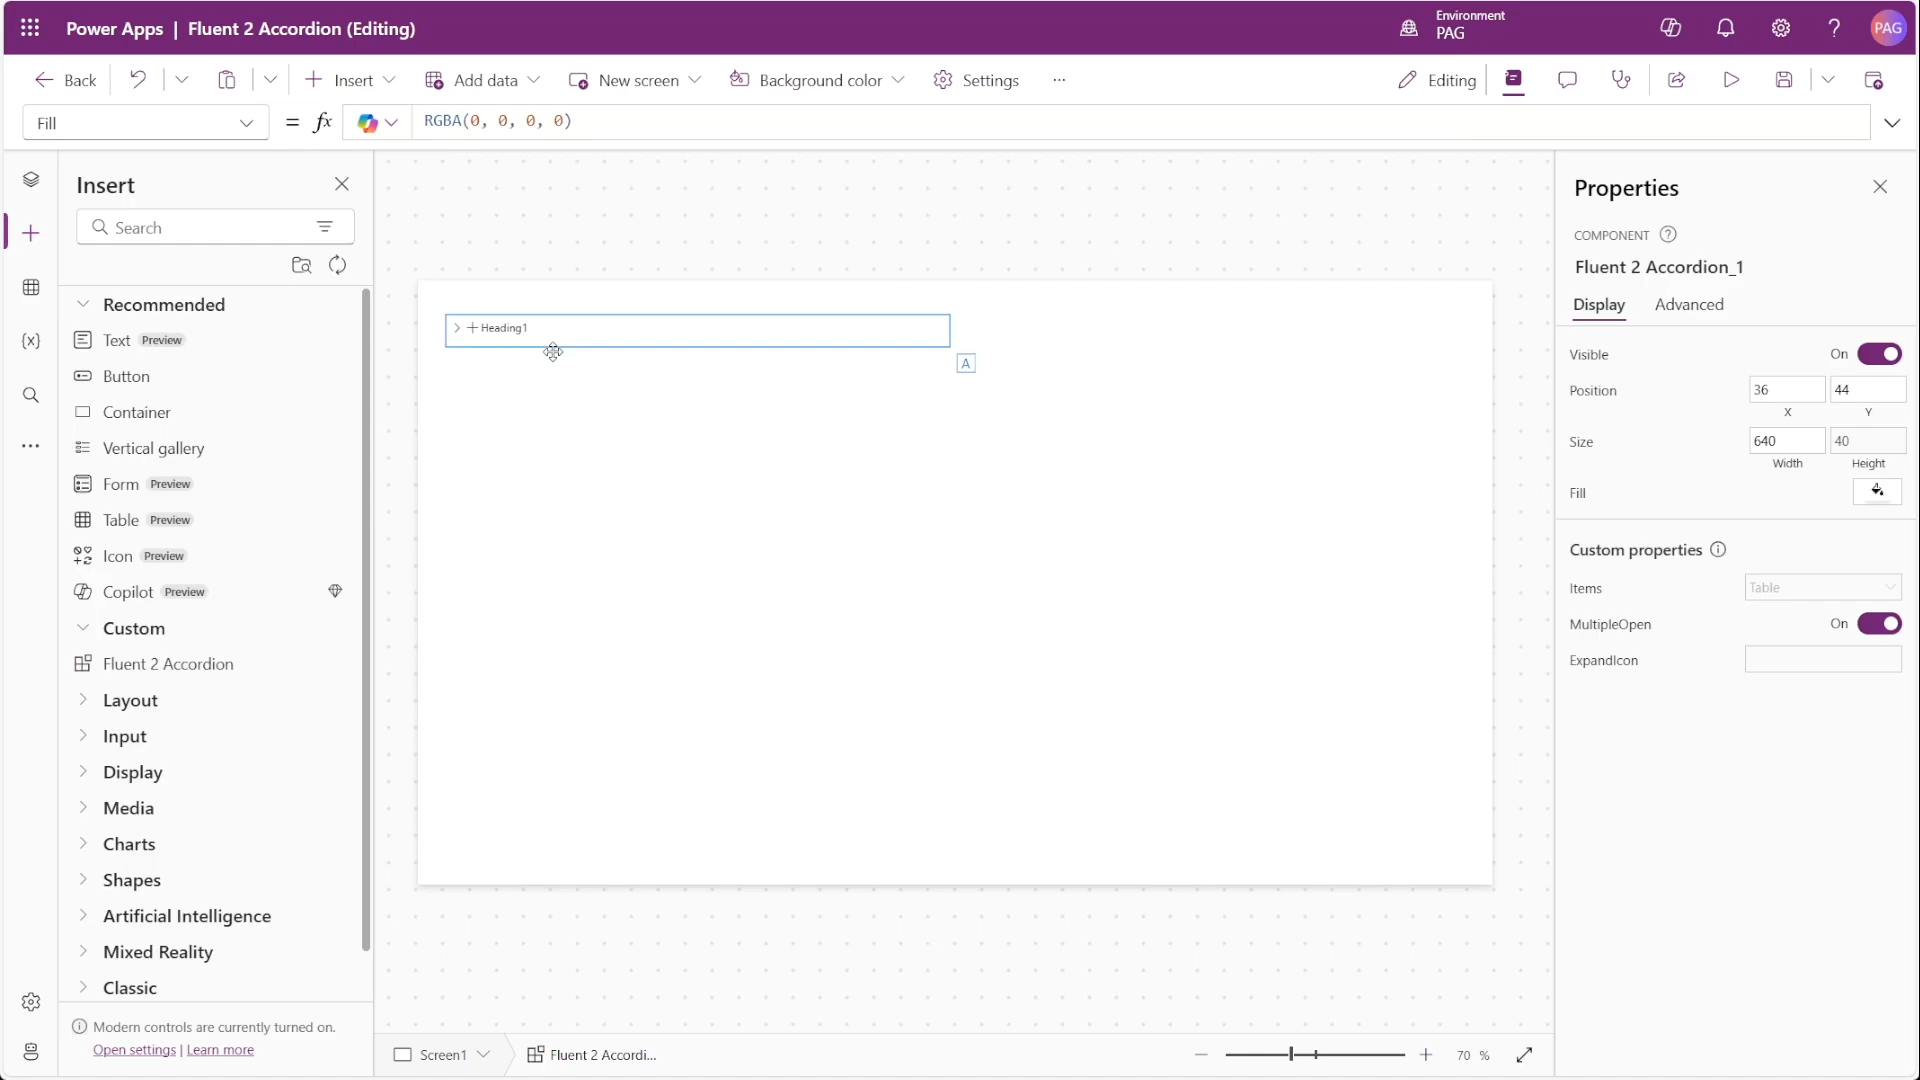 Power Apps | Fluent 2 Accordion (Editing)
Environment
PAG
PAG
Back
Insert
Add data
New screen
Background color
Settings
Editing
Fill
= fx
RGBA(0, 0, 0, 0)
Insert
Search
Recommended
Text Preview
Button
Container
Vertical gallery
Form Preview
Table Preview
Icon Preview
Copilot Preview
Custom
Fluent 2 Accordion
Layout
Input
Display
Media
Charts
Shapes
Artificial Intelligence
Mixed Reality
Classic
Modern controls are currently turned on.
Open settings | Learn more
Heading1
A
Screen1
Fluent 2 Accordi...
70 %
Properties
COMPONENT
Fluent 2 Accordion_1
Display Advanced
Visible On
Position 36 44
X Y
Size 640 40
Width Height
Fill
Custom properties
Items Table
MultipleOpen On
ExpandIcon